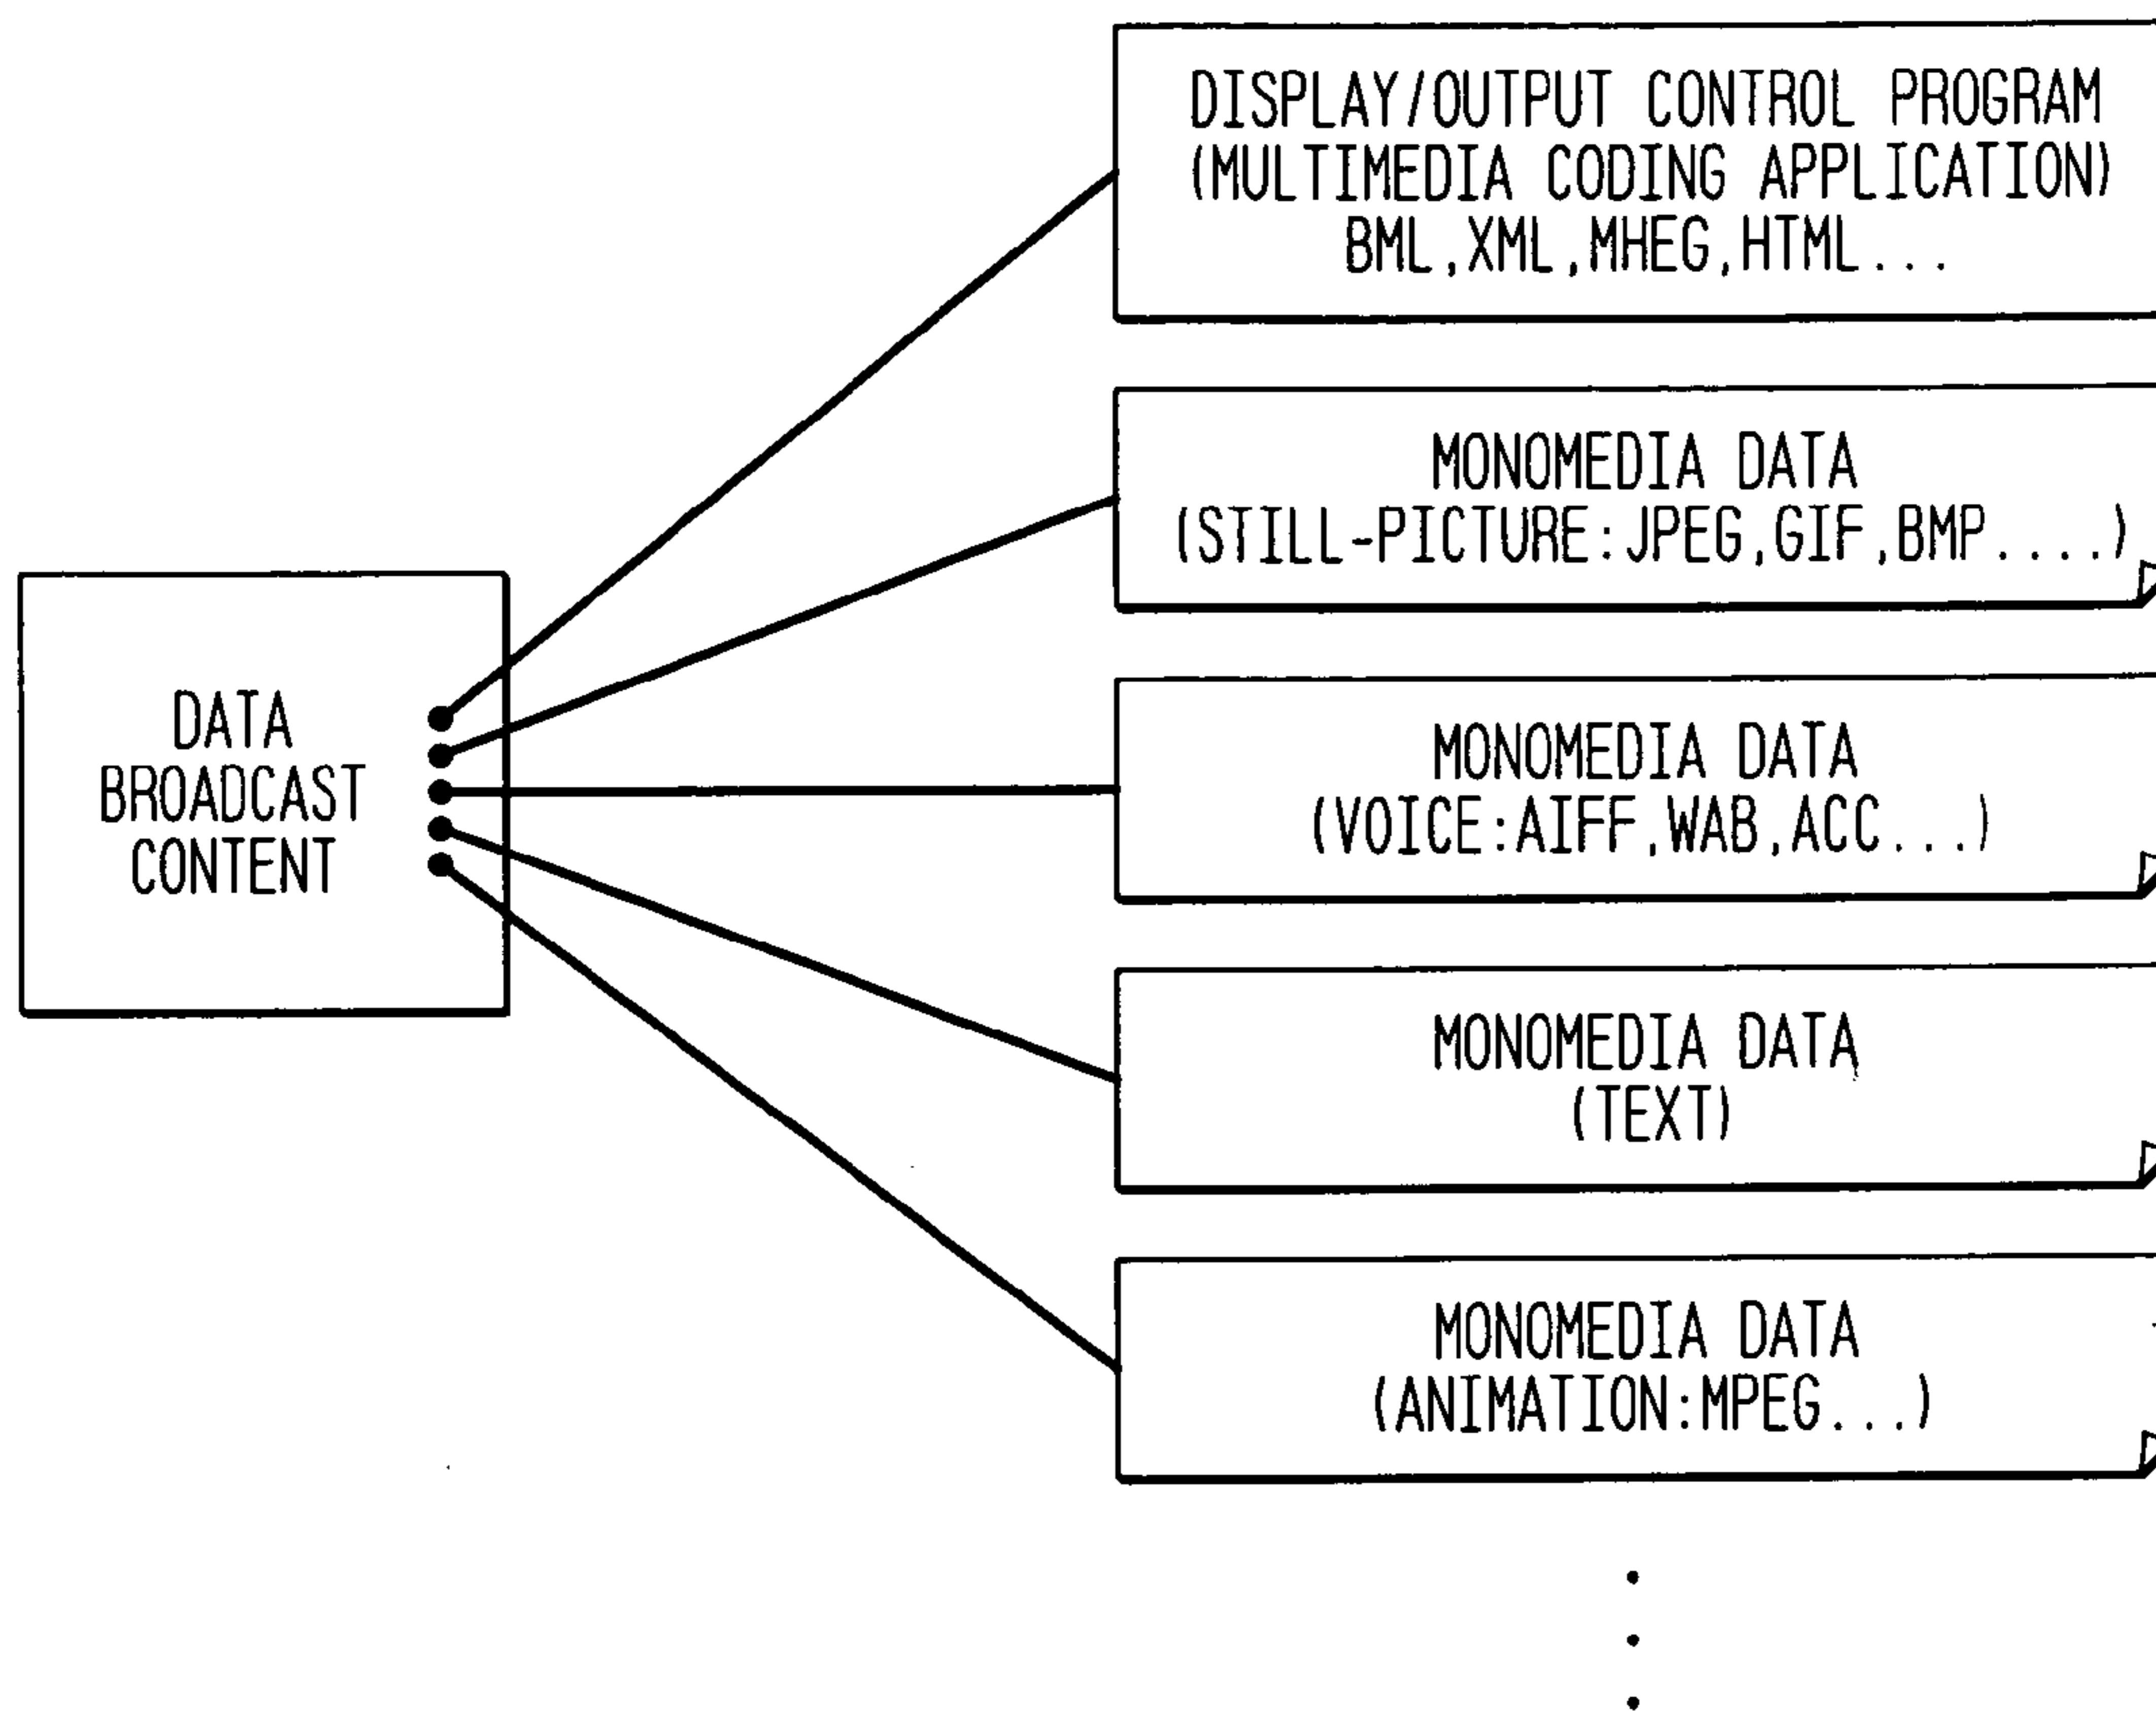 DISPLAY/OUTPUT CONTROL PROGRAM
(MULTIMEDIA CODING APPLICATION)
BML,XML,MHEG,HTML...
MONOMEDIA DATA
(STILL-PICTURE:JPEG,GIF,BMP....)
DATA
BROADCAST
CONTENT
MONOMEDIA DATA
(VOICE:AIFF,WAB,ACC...)
MONOMEDIA DATA
(TEXT)
MONOMEDIA DATA
(ANIMATION:MPEG...)